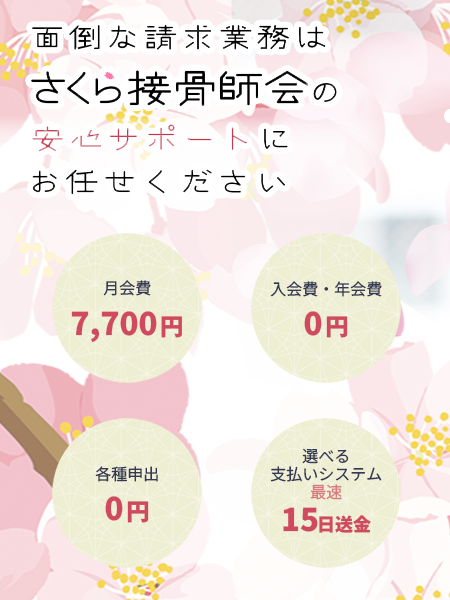 面倒な請求業務は
さくら接骨師会の
安心サポートに
お任せください
月会費
7,700円
入会費・年会費
0円
各種申出
0円
選べる
支払いシステム
最速
15日送金